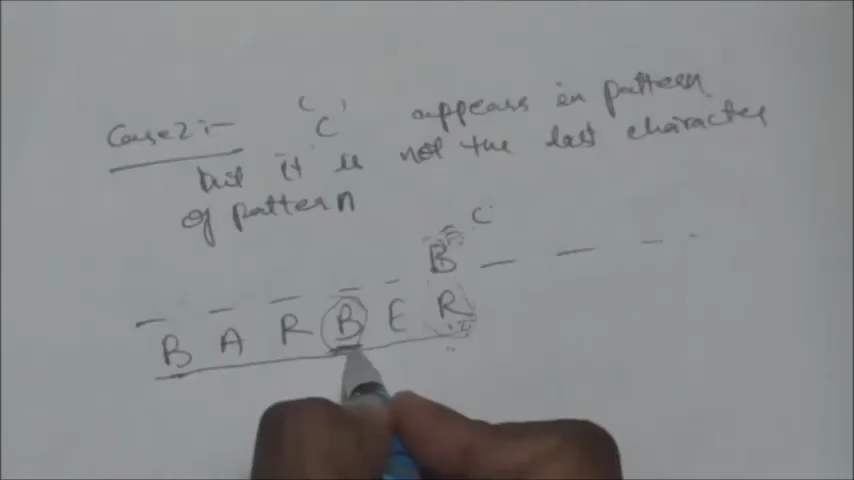 Case2:- 'C' appears in pattern
but it is not the last character
of pattern
C
_ _ _ _ _ B _ _ _
B A R B E R